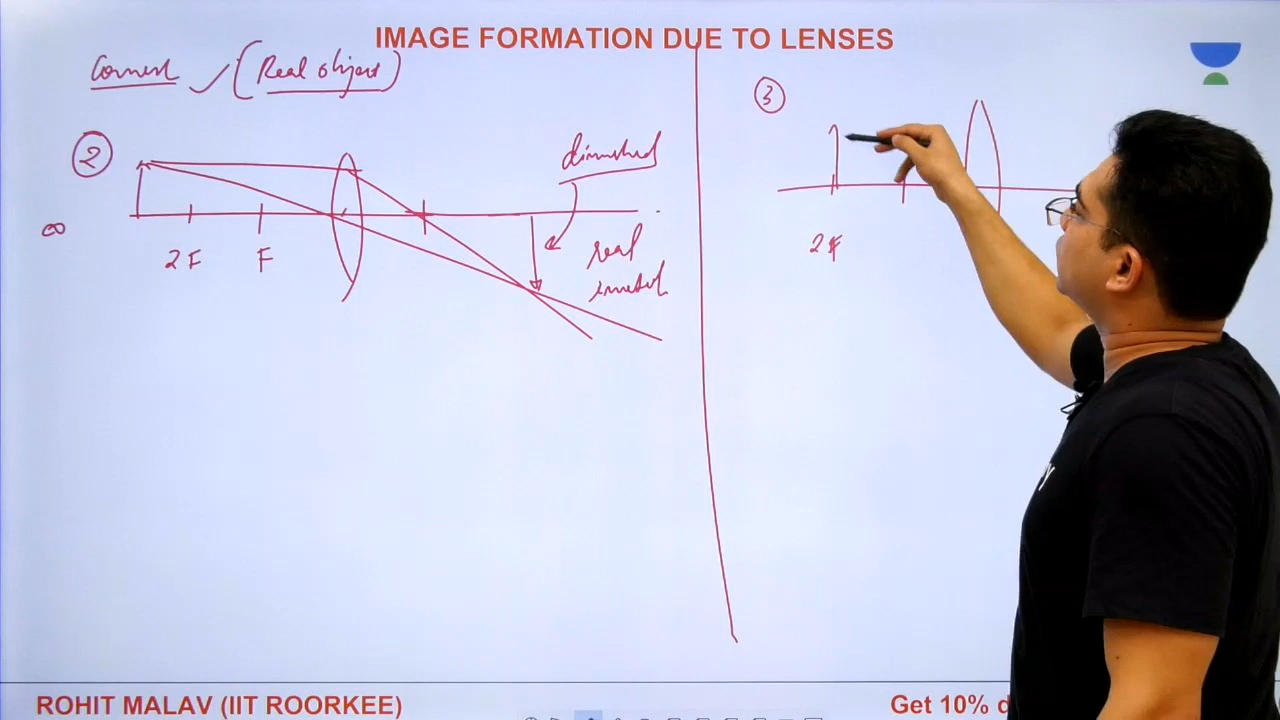 IMAGE FORMATION DUE TO LENSES
Convex ✓ (Real object)
2
diminished
∞
2F F
real
inverted
3
2F
ROHIT MALAV (IIT ROORKEE)
Get 10% d